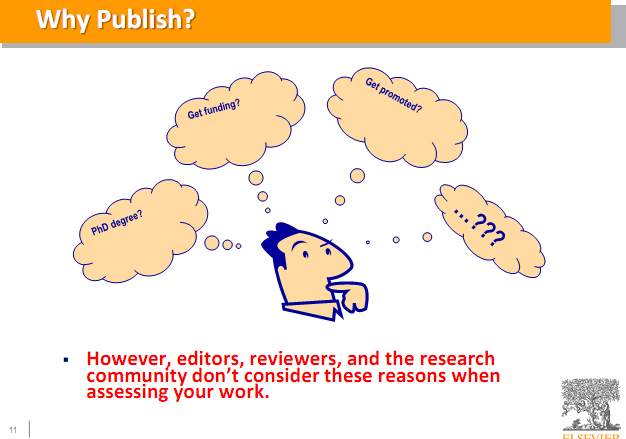 Why Publish?
Get funding?
Get promoted?
PhD degree?
... ???
▪ However, editors, reviewers, and the research
community don’t consider these reasons when
assessing your work.
11
ELSEVIER